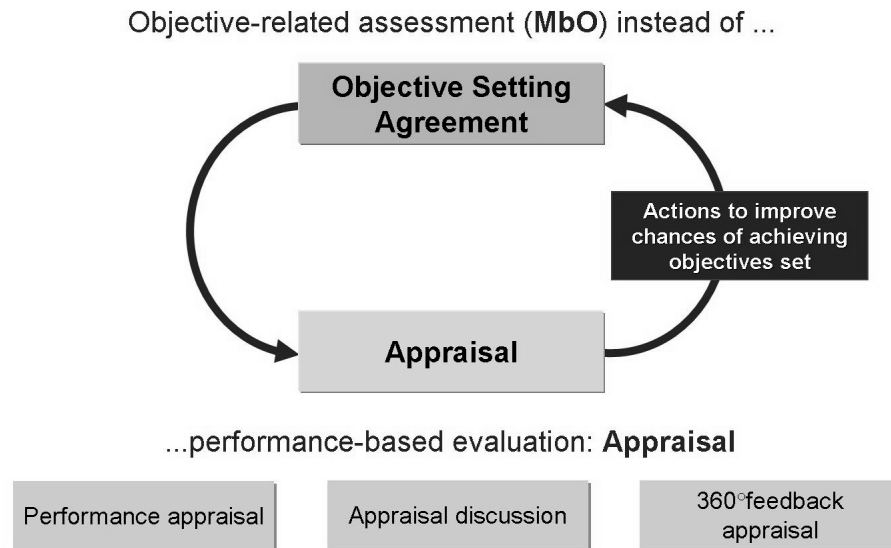 Objective-related assessment (MbO) instead of ...
Objective Setting
Agreement
Actions to improve
chances of achieving
objectives set
Appraisal
...performance-based evaluation: Appraisal
Performance appraisal
Appraisal discussion
360°feedback
appraisal